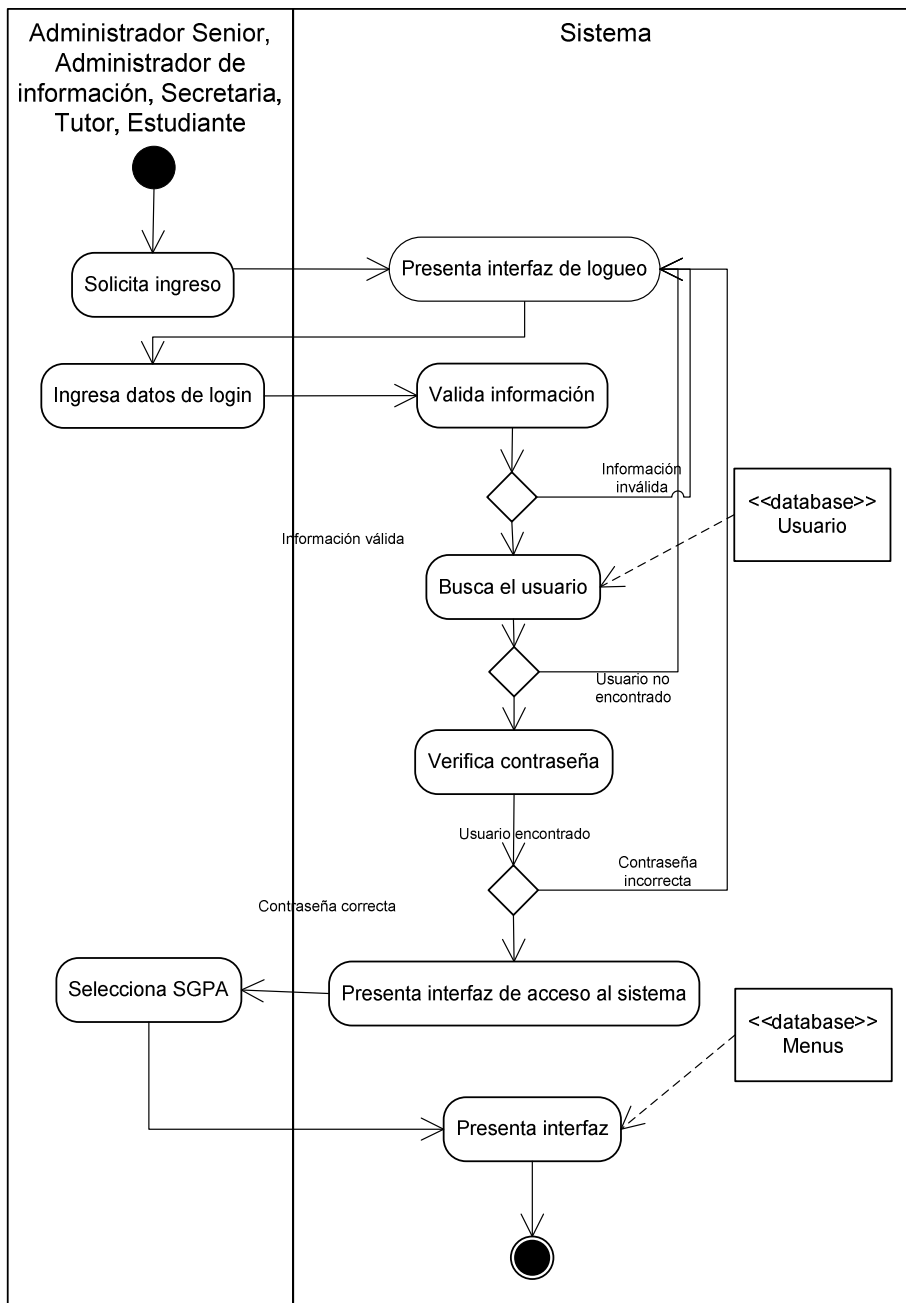 Administrador Senior,
Administrador de
información, Secretaria,
Tutor, Estudiante
Sistema
Solicita ingreso
Presenta interfaz de logueo
Ingresa datos de login
Valida información
Información
inválida
<<database>>
Usuario
Información válida
Busca el usuario
Usuario no
encontrado
Verifica contraseña
Usuario encontrado
Contraseña
incorrecta
Contraseña correcta
Selecciona SGPA
Presenta interfaz de acceso al sistema
<<database>>
Menus
Presenta interfaz